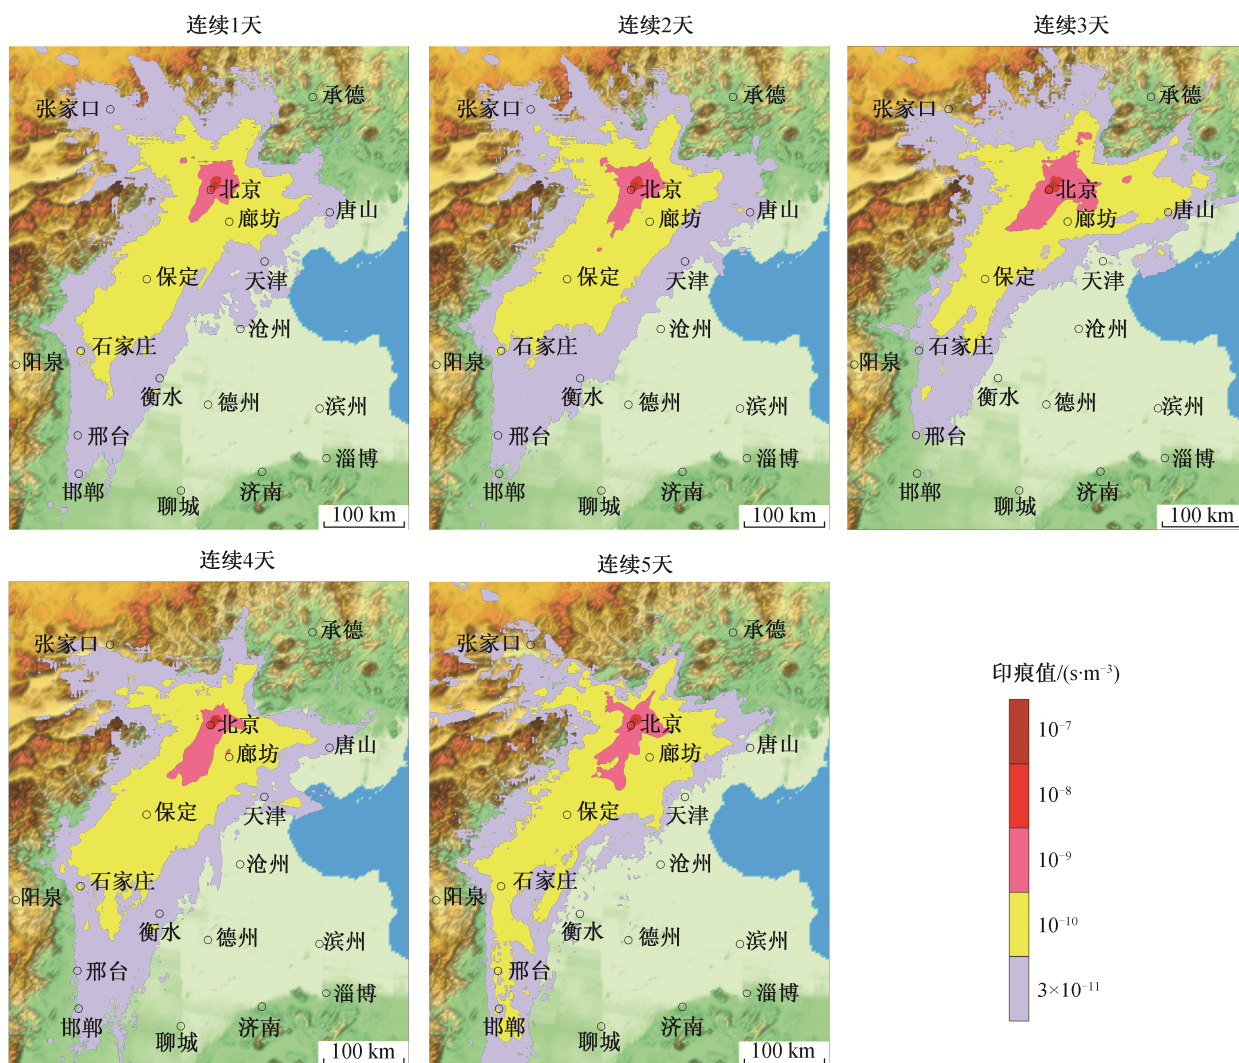 连续1天
连续2天
连续3天
张家口
承德
北京
廊坊
唐山
保定
天津
沧州
石家庄
阳泉
衡水
德州
滨州
邢台
淄博
邯郸
聊城
济南
100 km
张家口
承德
北京
廊坊
唐山
保定
天津
沧州
石家庄
阳泉
衡水
德州
滨州
邢台
淄博
邯郸
聊城
济南
100 km
张家口
承德
北京
廊坊
唐山
保定
天津
沧州
石家庄
阳泉
衡水
德州
滨州
邢台
淄博
邯郸
聊城
济南
100 km
连续4天
连续5天
张家口
承德
北京
廊坊
唐山
保定
天津
沧州
石家庄
阳泉
衡水
德州
滨州
邢台
淄博
邯郸
聊城
济南
100 km
张家口
承德
北京
廊坊
唐山
保定
天津
沧州
石家庄
阳泉
衡水
德州
滨州
邢台
淄博
邯郸
聊城
济南
100 km
印痕值/(s·m⁻³)
10⁻⁷
10⁻⁸
10⁻⁹
10⁻¹⁰
3×10⁻¹¹